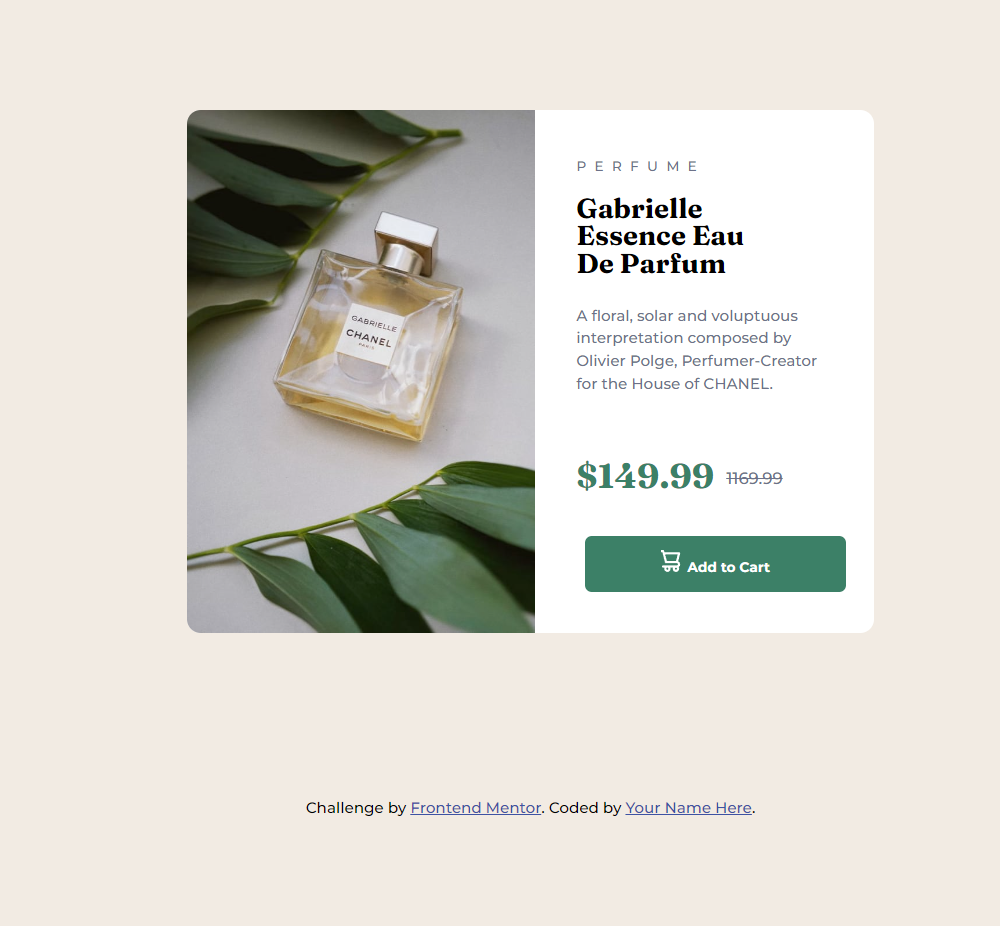 GABRIELLE
CHANEL
PARIS
PERFUME
Gabrielle
Essence Eau
De Parfum
A floral, solar and voluptuous
interpretation composed by
Olivier Polge, Perfumer-Creator
for the House of CHANEL.
$149.99 1169.99
Add to Cart
Challenge by Frontend Mentor. Coded by Your Name Here.